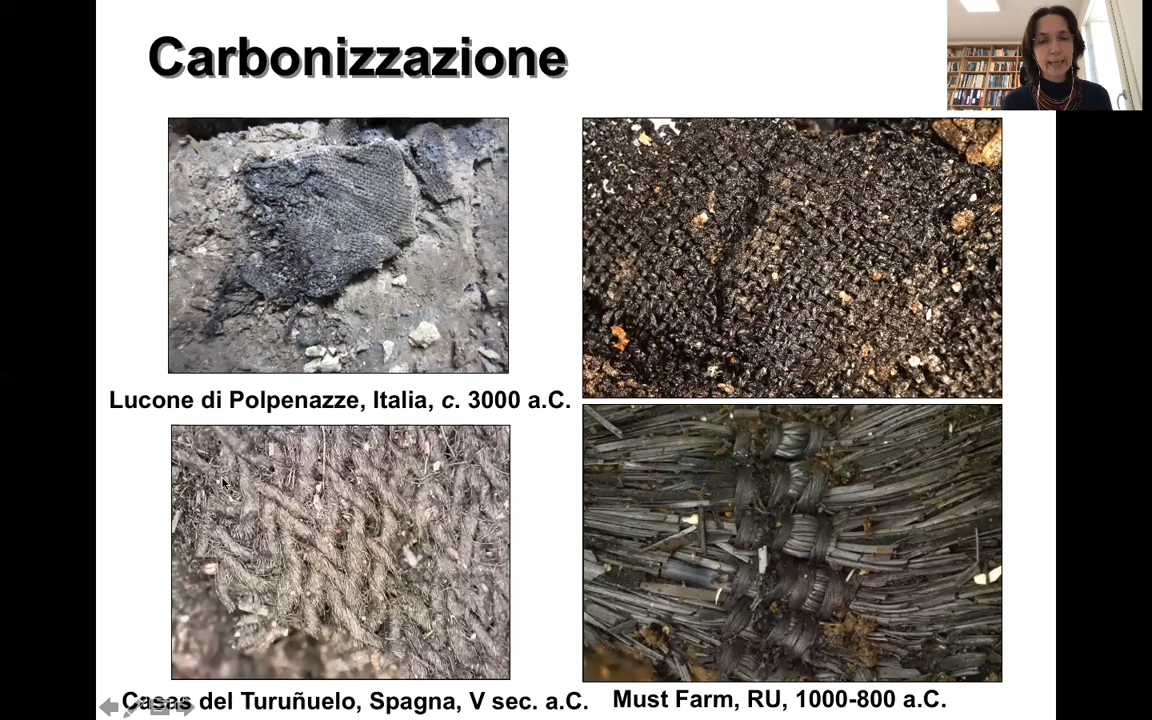 Carbonizzazione
Lucone di Polpenazze, Italia, c. 3000 a.C.
Casas del Turuñuelo, Spagna, V sec. a.C.
Must Farm, RU, 1000-800 a.C.